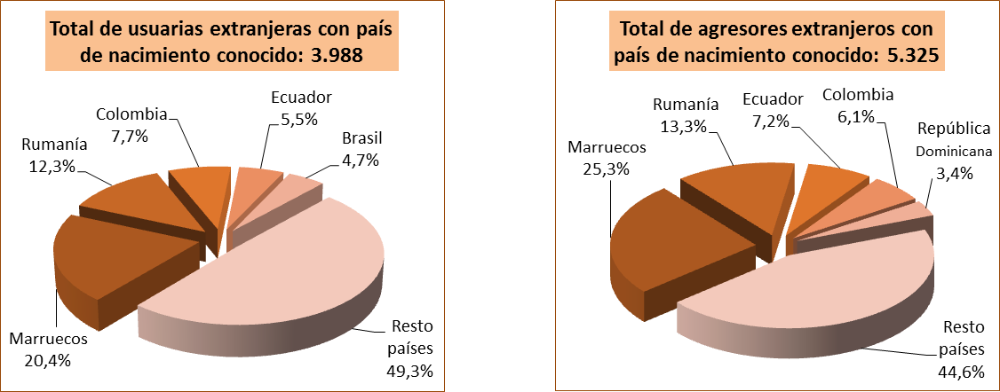 Total de usuarias extranjeras con país
de nacimiento conocido: 3.988
Ecuador
5,5%
Colombia
7,7%
Brasil
4,7%
Rumanía
12,3%
Marruecos
20,4%
Resto
países
49,3%
Total de agresores extranjeros con
país de nacimiento conocido: 5.325
Colombia
6,1%
Ecuador
7,2%
Rumanía
13,3%
República
Dominicana
3,4%
Marruecos
25,3%
Resto
países
44,6%